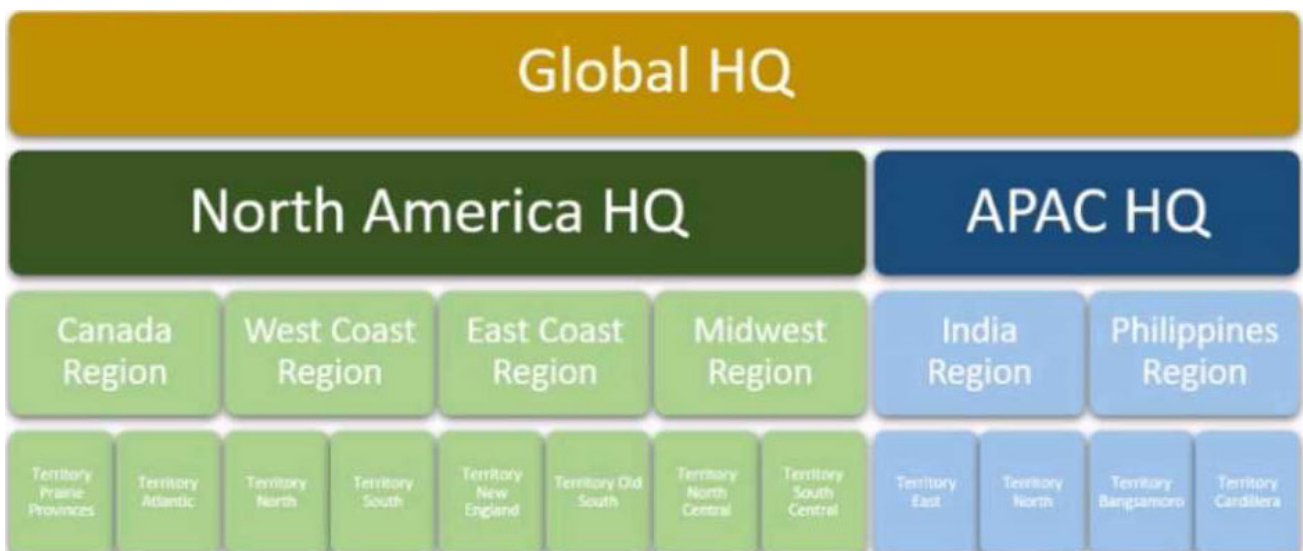 Global HQ
North America HQ
APAC HQ
Canada
Region
West Coast
Region
East Coast
Region
Midwest
Region
India
Region
Philippines
Region
Territory
Prairie
Provinces
Territory
Atlantic
Territory
North
Territory
South
Territory
New
England
Territory Old
South
Territory
North
Central
Territory
South
Central
Territory
East
Territory
North
Territory
Bangsamoro
Territory
Cardillera